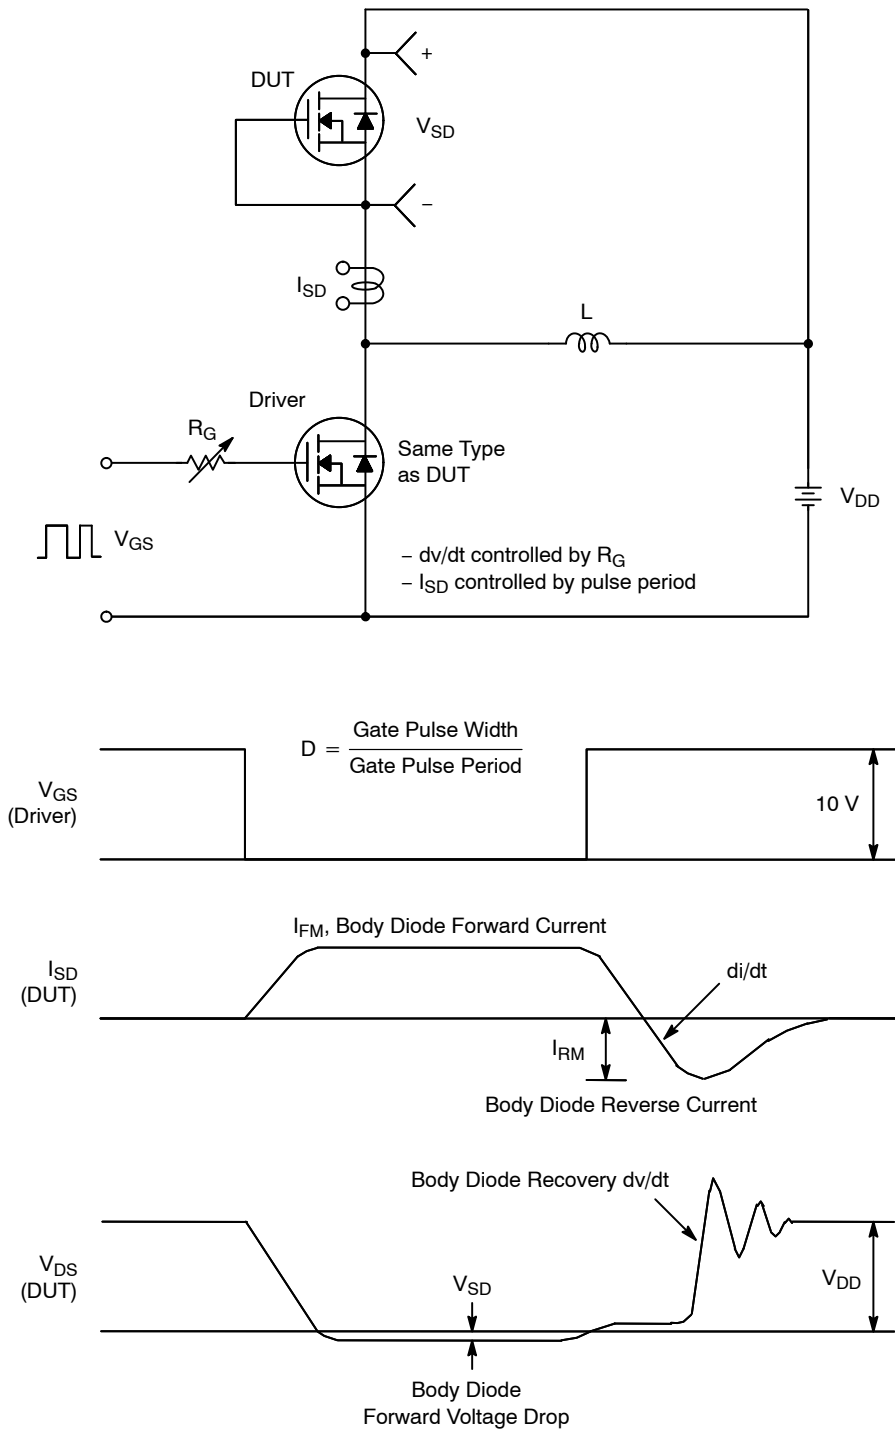 +
DUT
V_SD
−
I_SD
L
Driver
R_G
Same Type
as DUT
V_DD
V_GS
− dv/dt controlled by R_G
− I_SD controlled by pulse period
D = Gate Pulse Width
Gate Pulse Period
V_GS
(Driver)
10 V
I_FM, Body Diode Forward Current
I_SD
(DUT)
di/dt
I_RM
Body Diode Reverse Current
Body Diode Recovery dv/dt
V_DS
(DUT)
V_SD
V_DD
Body Diode
Forward Voltage Drop